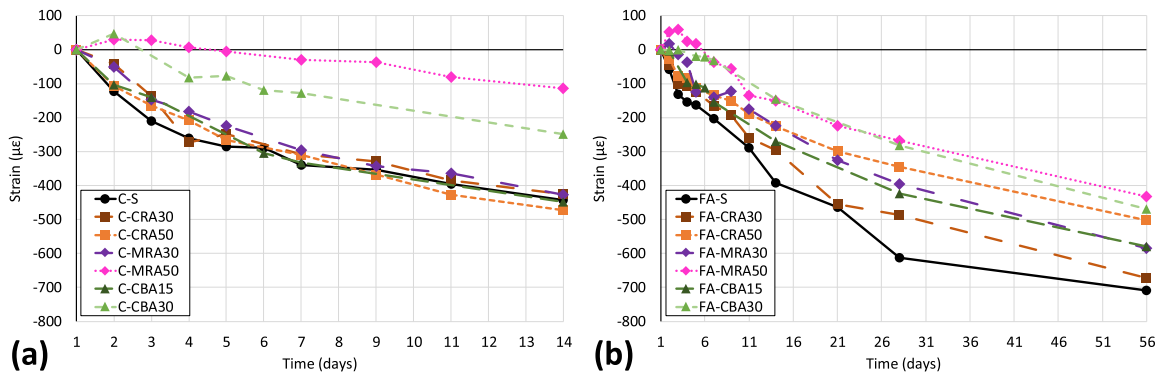 100
0
-100
-200
-300
-400
-500
-600
-700
-800
Strain (µε)
C-S
C-CRA30
C-CRA50
C-MRA30
C-MRA50
C-CBA15
C-CBA30
1 2 3 4 5 6 7 8 9 10 11 12 13 14
Time (days)
(a)
100
0
-100
-200
-300
-400
-500
-600
-700
-800
Strain (µε)
FA-S
FA-CRA30
FA-CRA50
FA-MRA30
FA-MRA50
FA-CBA15
FA-CBA30
1 6 11 16 21 26 31 36 41 46 51 56
Time (days)
(b)